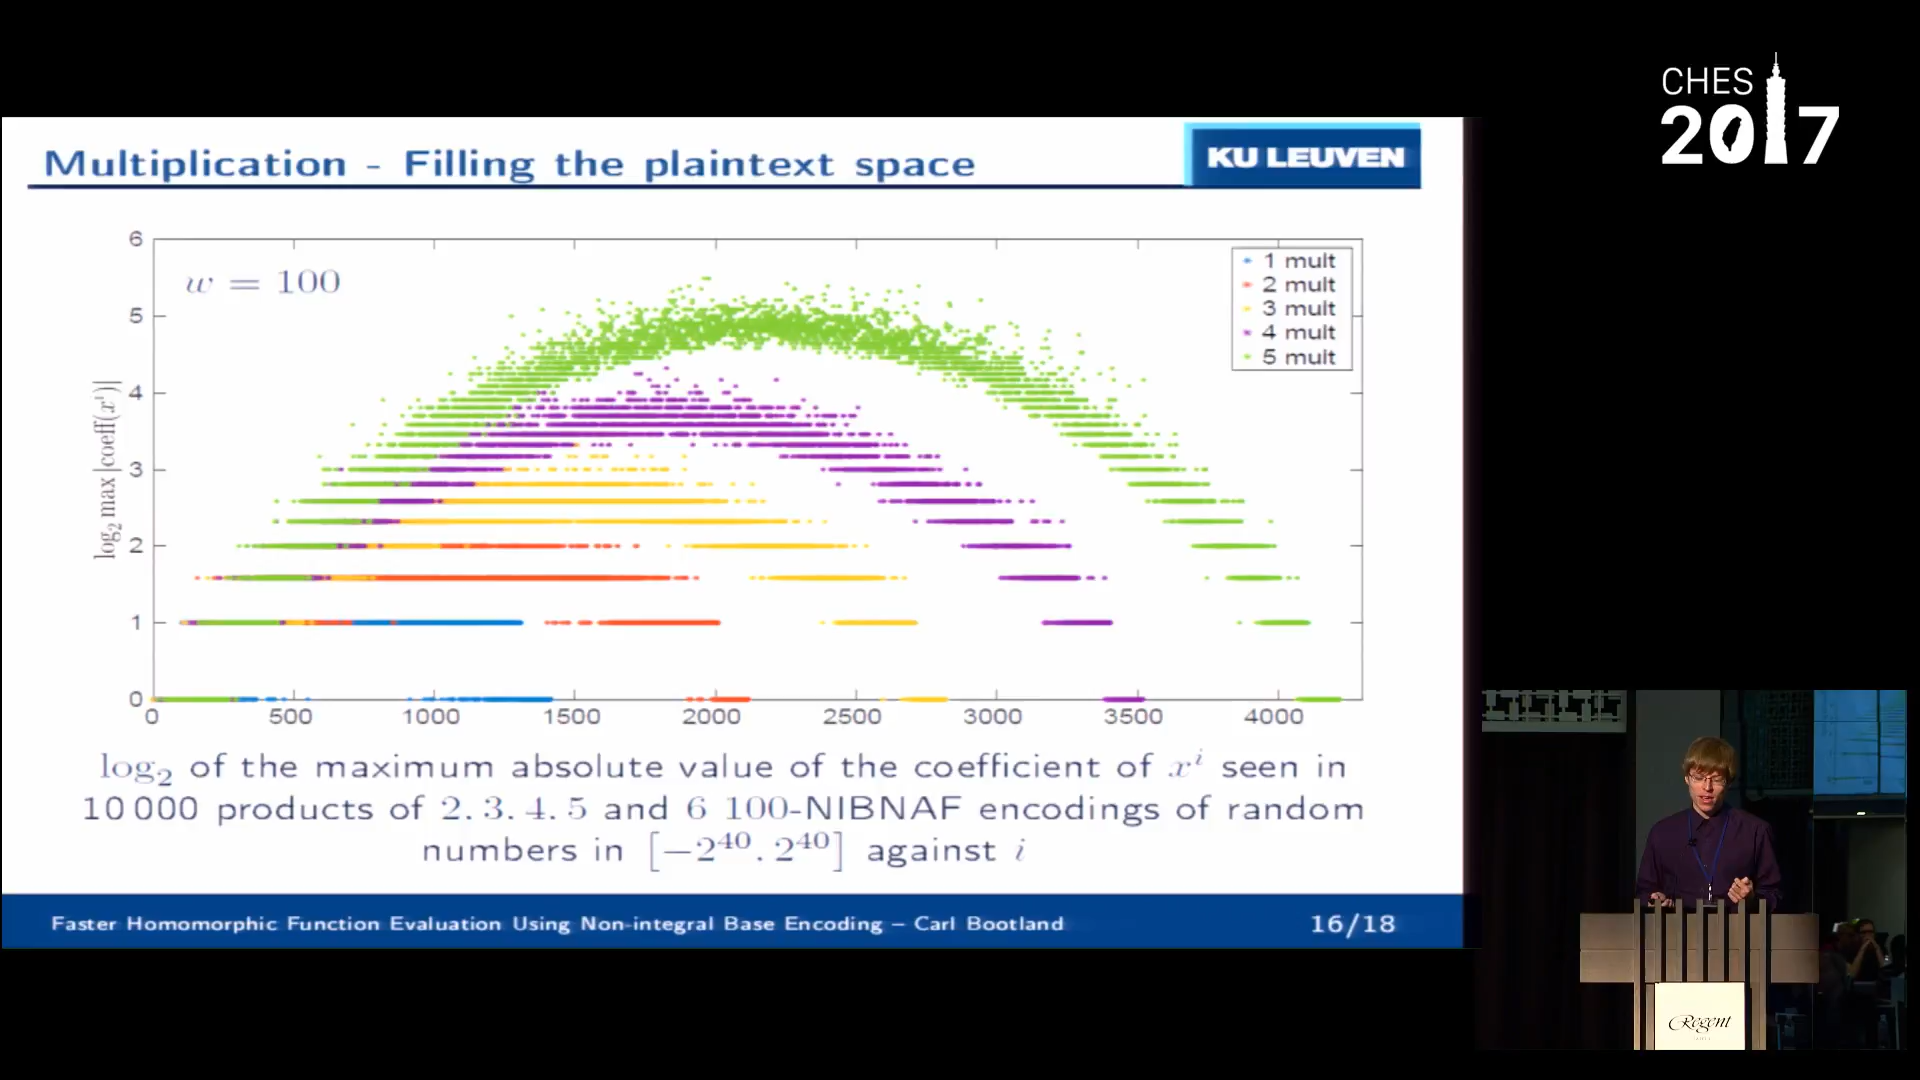 CHES
2017
Multiplication - Filling the plaintext space
KU LEUVEN
w = 100
1 mult
2 mult
3 mult
4 mult
5 mult
log₂ max |coeff(xⁱ)|
6
5
4
3
2
1
0
0 500 1000 1500 2000 2500 3000 3500 4000
log₂ of the maximum absolute value of the coefficient of xⁱ seen in
10 000 products of 2, 3, 4, 5 and 6 100-NIBNAF encodings of random
numbers in [−2⁴⁰, 2⁴⁰] against i
Faster Homomorphic Function Evaluation Using Non-integral Base Encoding – Carl Bootland
16/18
Regent